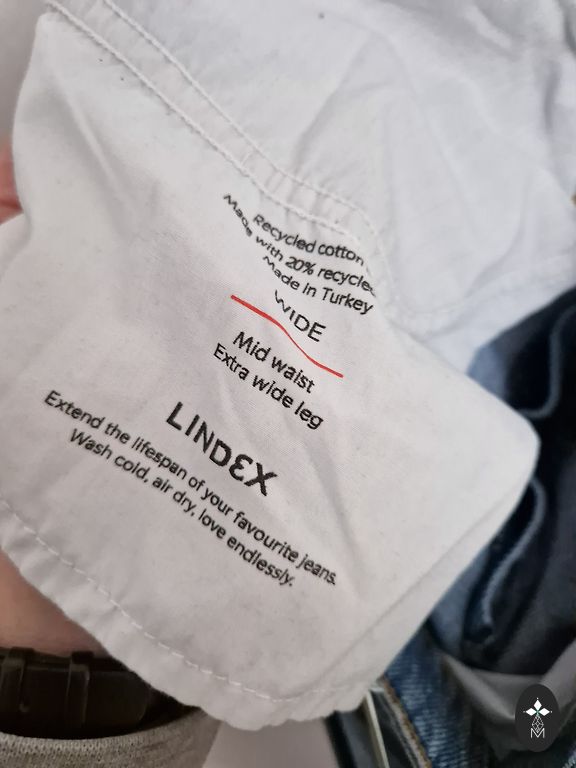 Recycled cotton
Made with 20% recycled
Made in Turkey
WIDE
Mid waist
Extra wide leg
LINDEX
Extend the lifespan of your favourite jeans.
Wash cold, air dry, love endlessly.
M